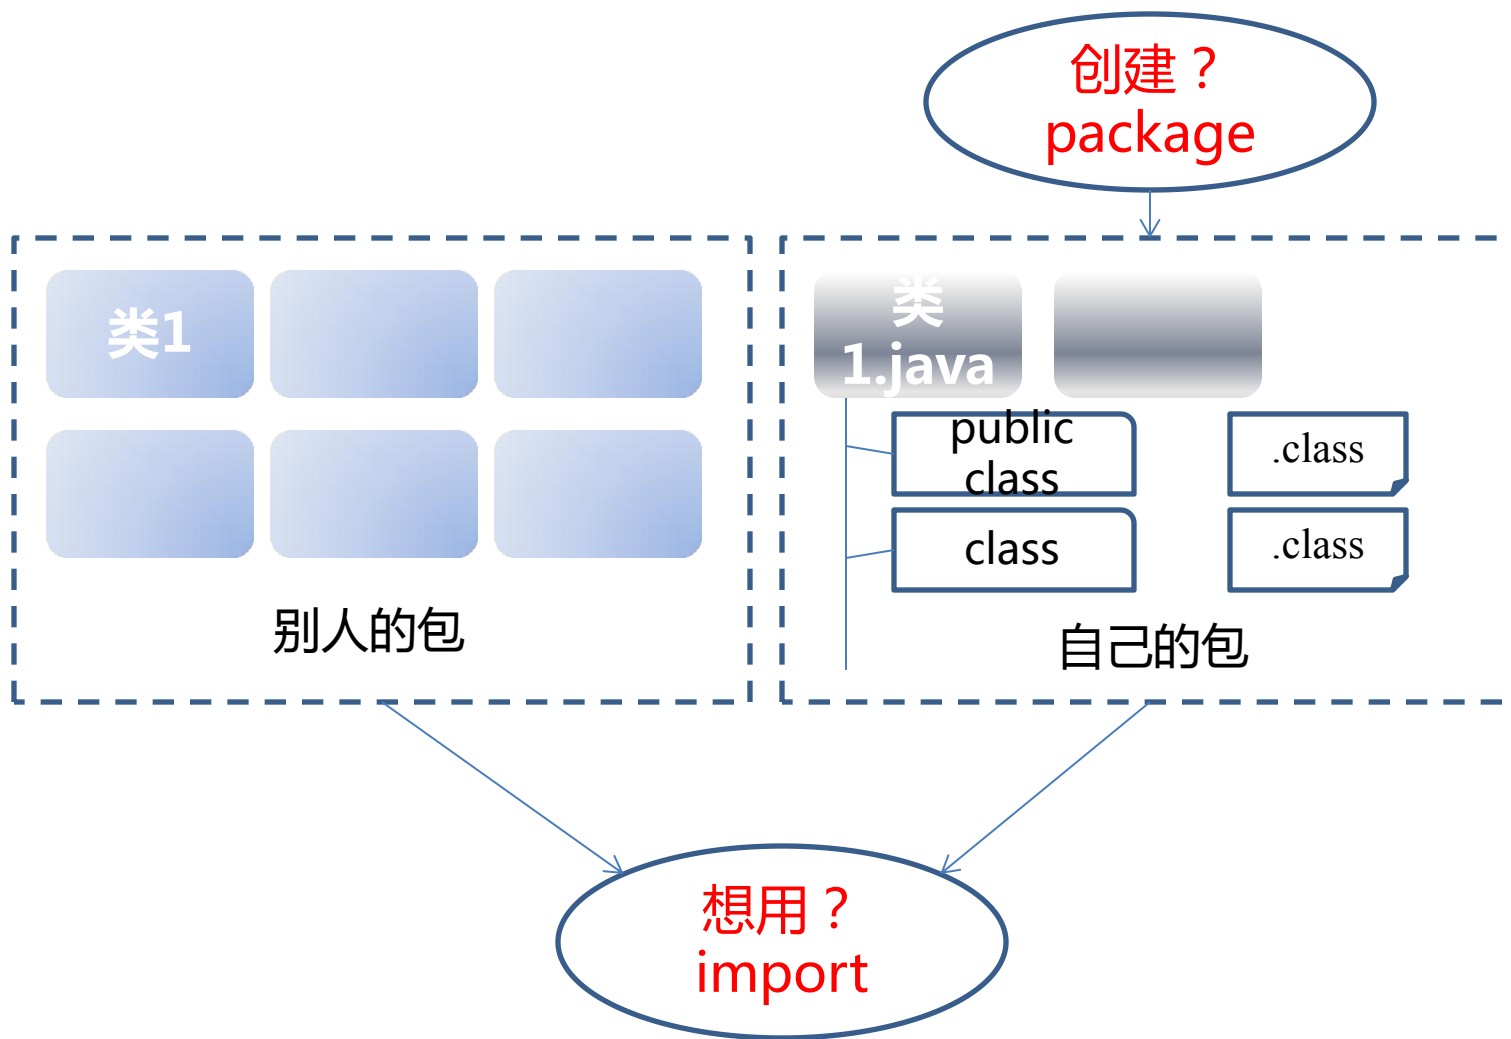 创建？
package
类1
类
1.java
public
class
.class
class
.class
别人的包
自己的包
想用？
import